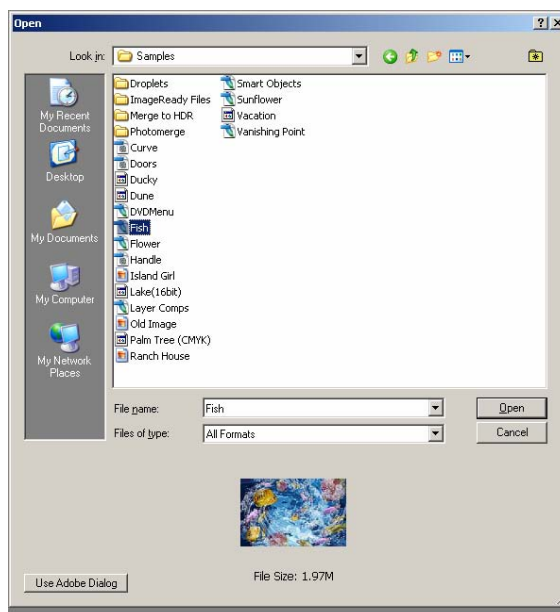 Open
Look in: Samples
My Recent
Documents
Desktop
My Documents
My Computer
My Network
Places
Droplets
ImageReady Files
Merge to HDR
Photomerge
Curve
Doors
Ducky
Dune
DVDMenu
Fish
Flower
Handle
Island Girl
Lake(16bit)
Layer Comps
Old Image
Palm Tree (CMYK)
Ranch House
Smart Objects
Sunflower
Vacation
Vanishing Point
File name: Fish Open
Files of type: All Formats Cancel
Use Adobe Dialog File Size: 1.97M